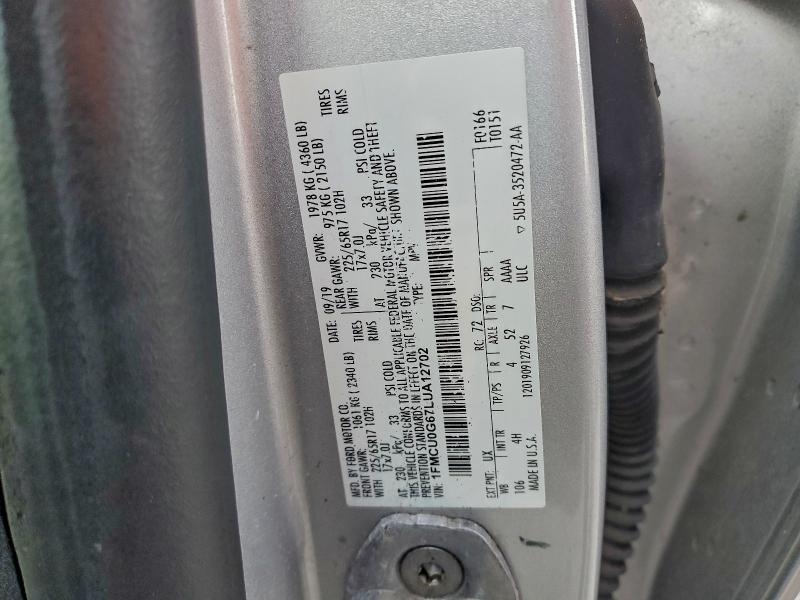 MFD. BY FORD MOTOR CO. DATE: 09/19 GVWR: 1978 KG ( 4360 LB)
FRONT GAWR: 1061 KG ( 2340 LB) REAR GAWR: 975 KG ( 2150 LB)
WITH 225/65R17 102H TIRES WITH 225/65R17 102H TIRES
17x7.0J RIMS 17x7.0J RIMS
AT 230 kPa/ 33 PSI COLD AT 230 kPa/ 33 PSI COLD
THIS VEHICLE CONFORMS TO ALL APPLICABLE FEDERAL MOTOR VEHICLE SAFETY AND THEFT
PREVENTION STANDARDS IN EFFECT ON THE DATE OF MANUFACTURE SHOWN ABOVE.
VIN: 1FMCU0G67LUA12702 TYPE: MPV
F0166
T0151
EXT PNT: UX RC: 72 DSO:
WB INT TR TP/PS R AXLE TR SPR
106 4H 4 52 7 AAAA
ULC
MADE IN U.S.A. 1201909127926 ▽ 5U5A-3520472-AA